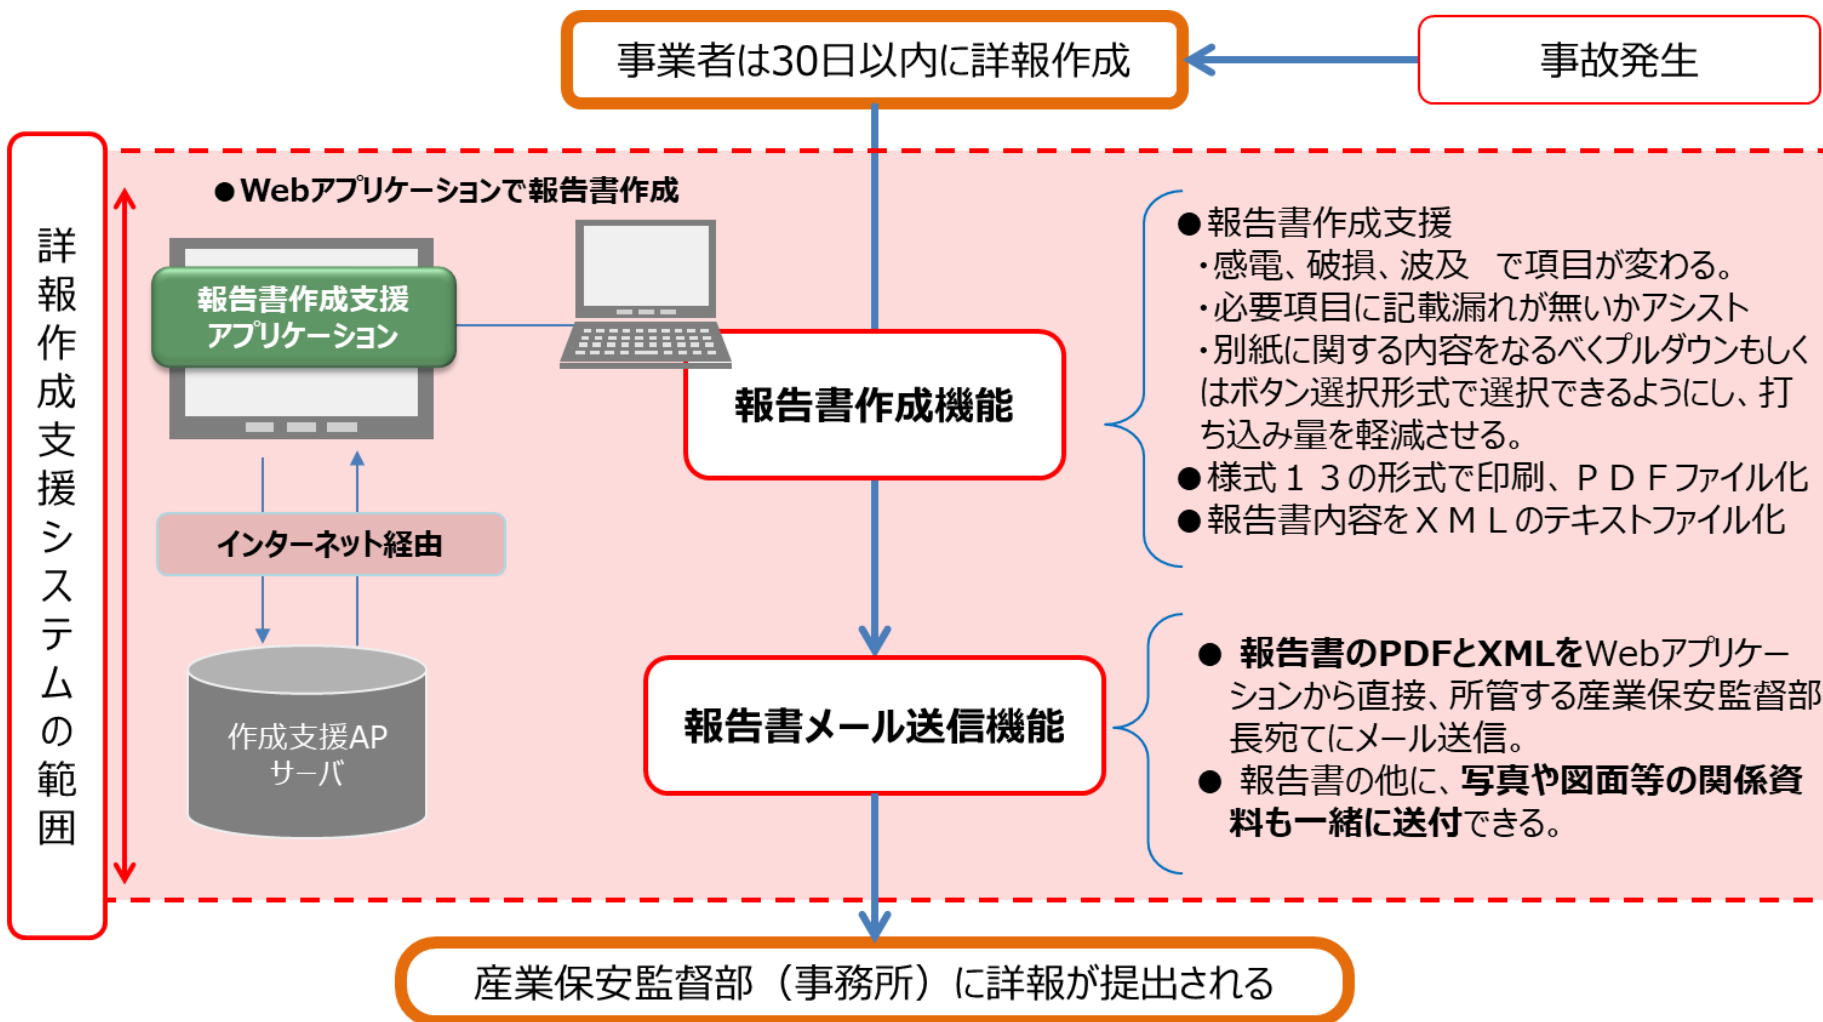 事業者は30日以内に詳報作成
事故発生
詳報作成支援システムの範囲
●Webアプリケーションで報告書作成
報告書作成支援
アプリケーション
インターネット経由
作成支援AP
サーバ
報告書作成機能
●報告書作成支援
・感電、破損、波及　で項目が変わる。
・必要項目に記載漏れが無いかアシスト
・別紙に関する内容をなるべくプルダウンもしく
はボタン選択形式で選択できるようにし、打
ち込み量を軽減させる。
●様式１３の形式で印刷、ＰＤＦファイル化
●報告書内容をＸＭＬのテキストファイル化
報告書メール送信機能
● 報告書のPDFとXMLをWebアプリケー
ションから直接、所管する産業保安監督部
長宛てにメール送信。
● 報告書の他に、写真や図面等の関係資
料も一緒に送付できる。
産業保安監督部（事務所）に詳報が提出される